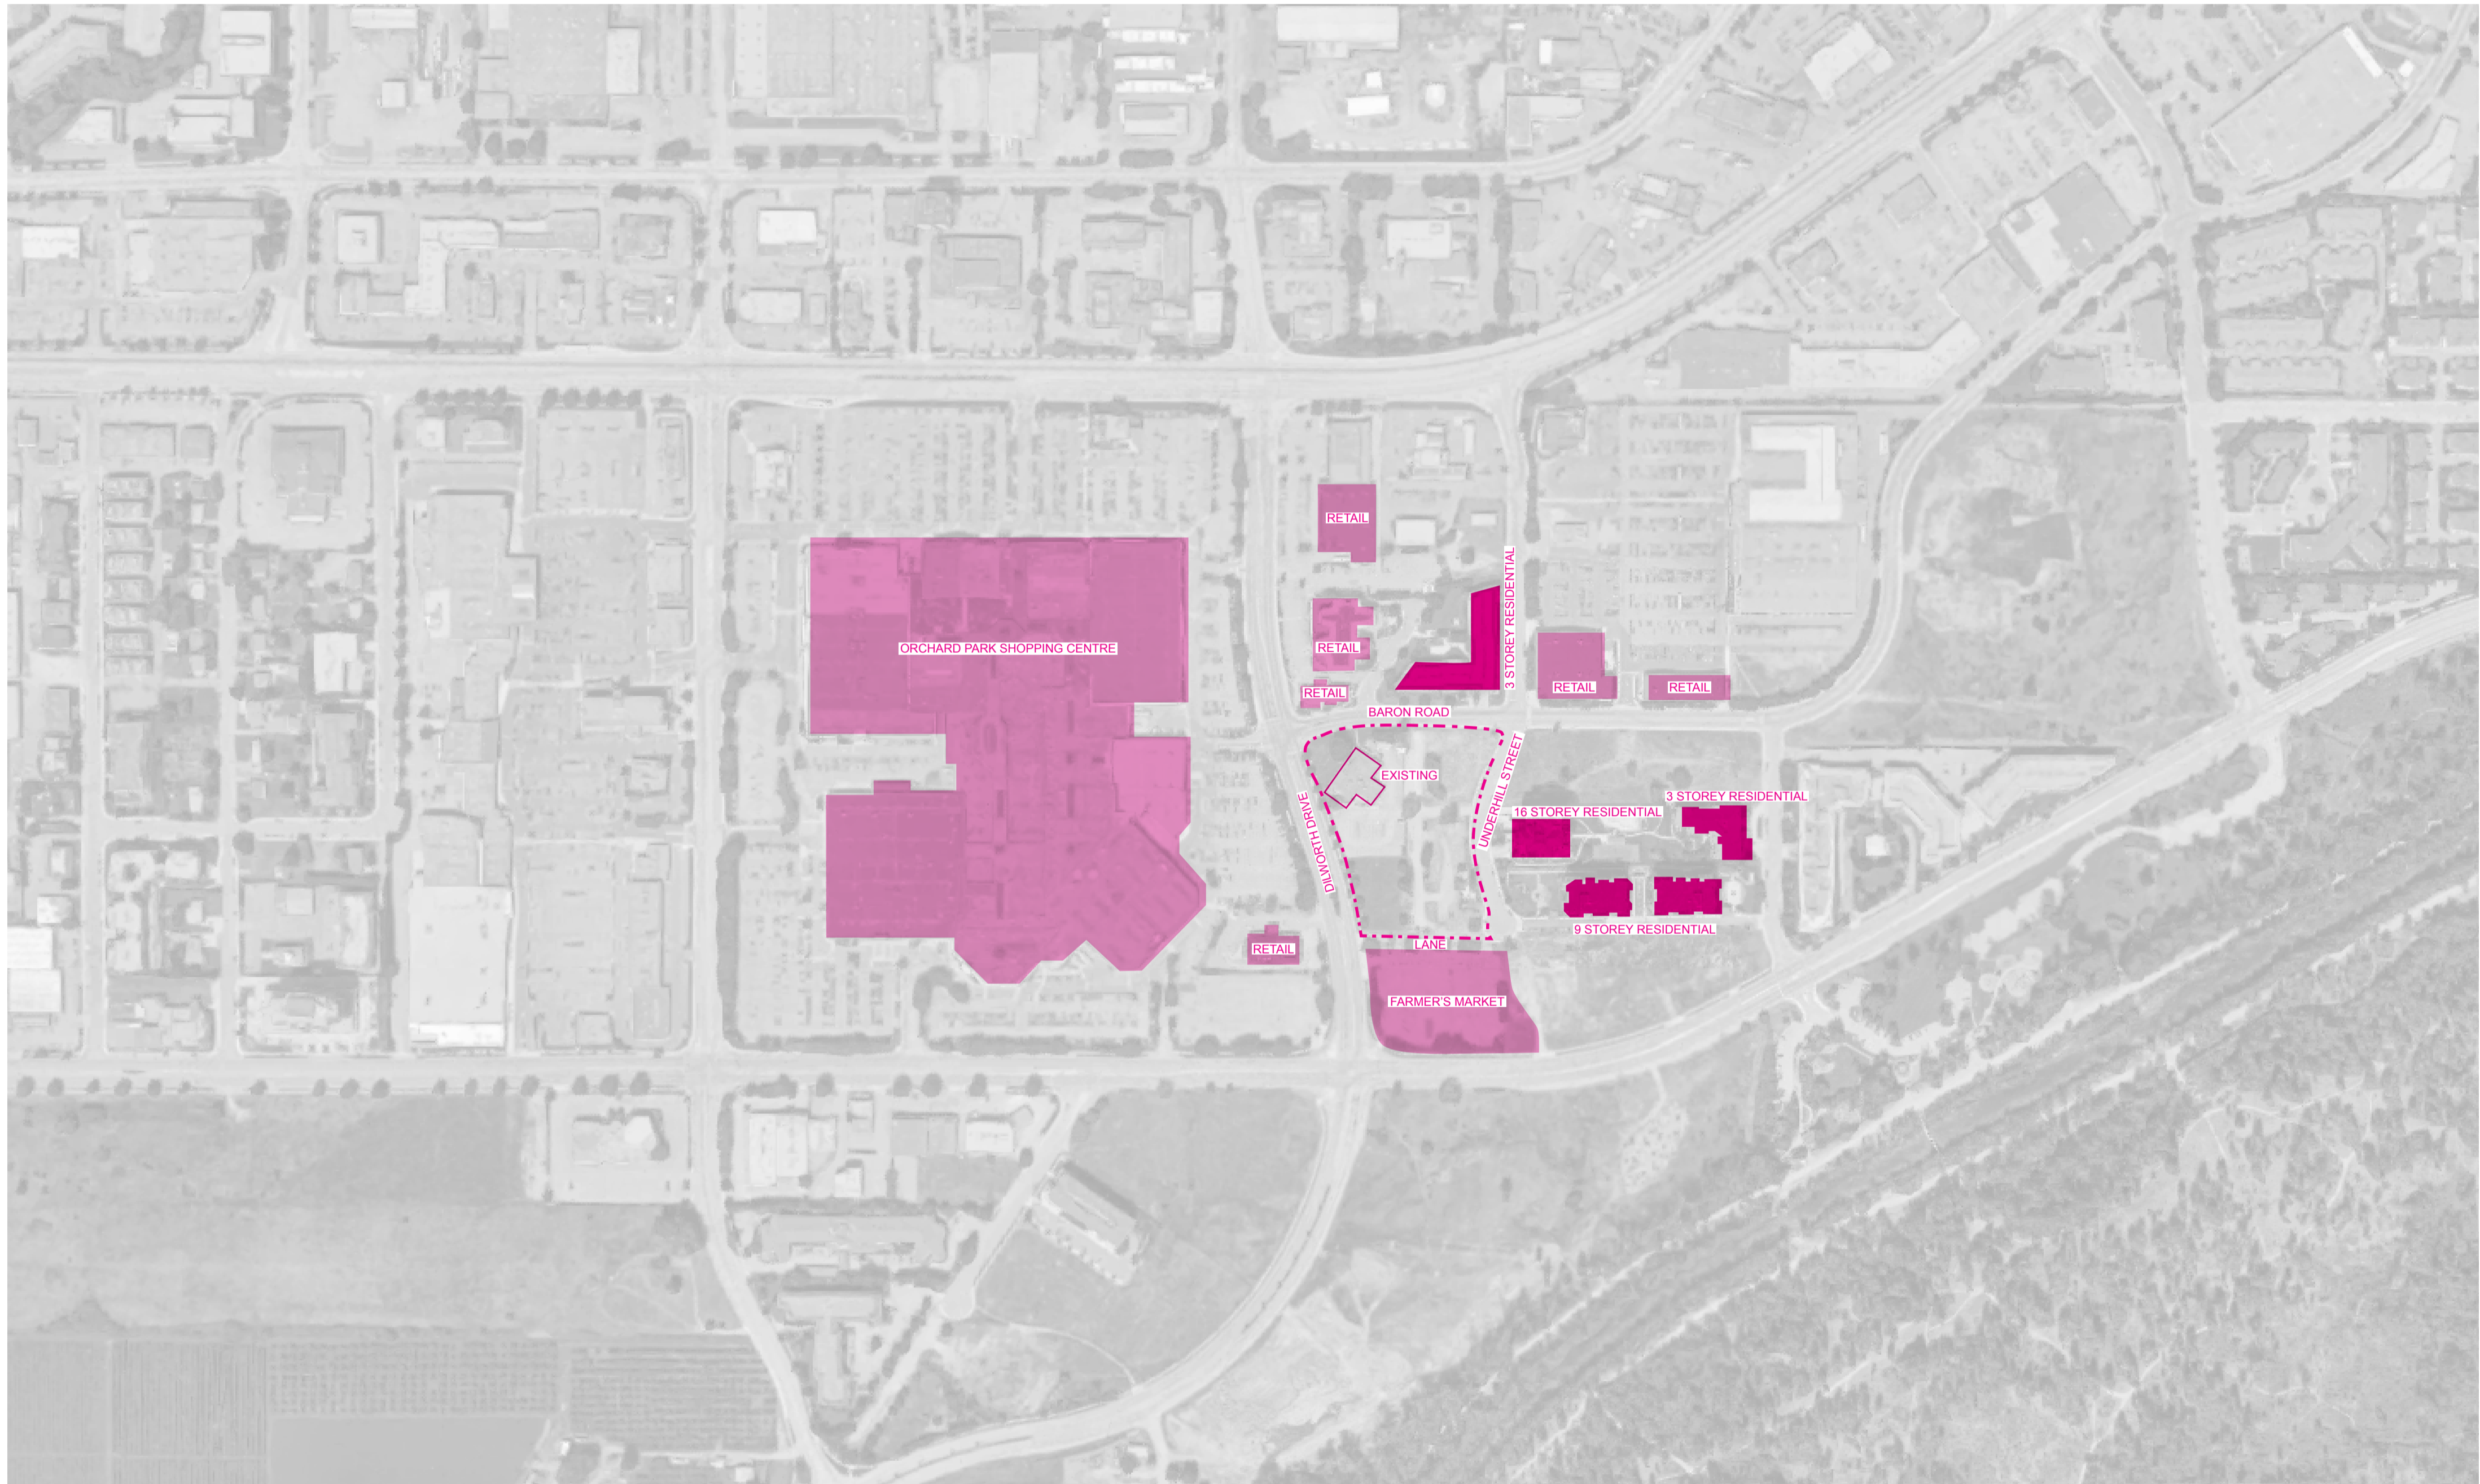 RETAIL
3 STOREY RESIDENTIAL
ORCHARD PARK SHOPPING CENTRE
RETAIL
RETAIL
RETAIL
RETAIL
BARON ROAD
UNDERHILL STREET
EXISTING
DILWORTH DRIVE
3 STOREY RESIDENTIAL
16 STOREY RESIDENTIAL
9 STOREY RESIDENTIAL
LANE
RETAIL
FARMER'S MARKET